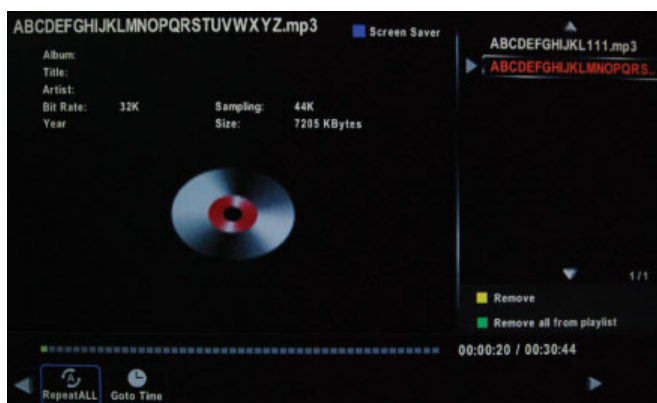 ABCDEFGHIJKLMNOPQRSTUVWXYZ.mp3
Screen Saver
Album:
Title:
Artist:
Bit Rate: 32K Sampling: 44K
Year Size: 7205 KBytes
ABCDEFGHIJKL111.mp3
ABCDEFGHIJKLMNOPQRS...
1/1
Remove
Remove all from playlist
00:00:20 / 00:30:44
A
RepeatALL
Goto Time